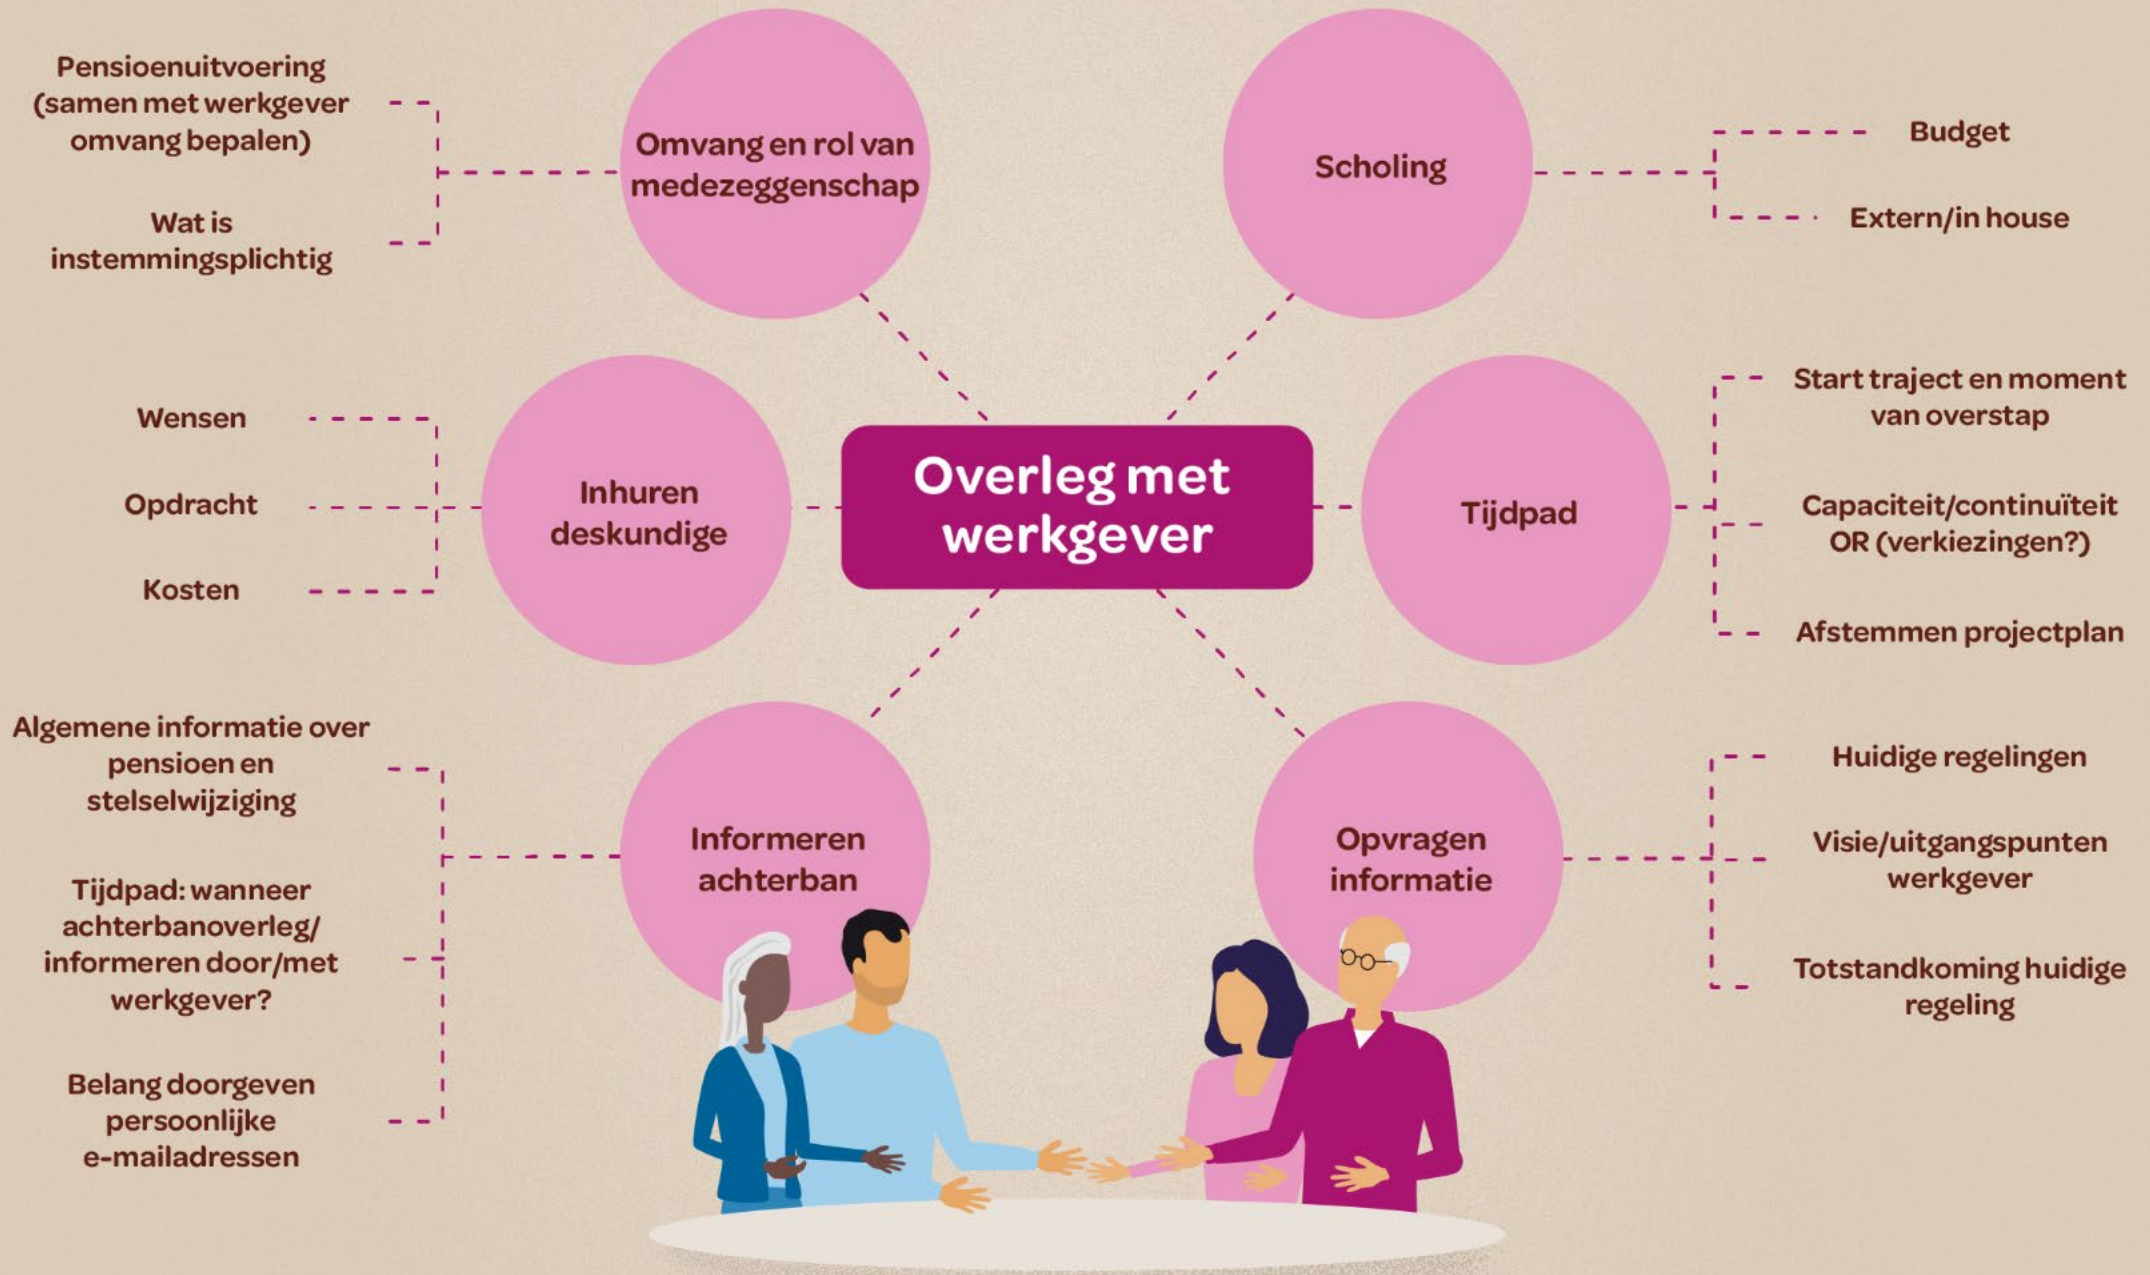 Pensioenuitvoering
(samen met werkgever
omvang bepalen)
Wat is
instemmingsplichtig
Omvang en rol van
medezeggenschap
Scholing
Budget
Extern/in house
Wensen
Opdracht
Kosten
Inhuren
deskundige
Overleg met
werkgever
Tijdpad
Start traject en moment
van overstap
Capaciteit/continuïteit
OR (verkiezingen?)
Afstemmen projectplan
Algemene informatie over
pensioen en
stelselwijziging
Tijdpad: wanneer
achterbanoverleg/
informeren door/met
werkgever?
Belang doorgeven
persoonlijke
e-mailadressen
Informeren
achterban
Opvragen
informatie
Huidige regelingen
Visie/uitgangspunten
werkgever
Totstandkoming huidige
regeling